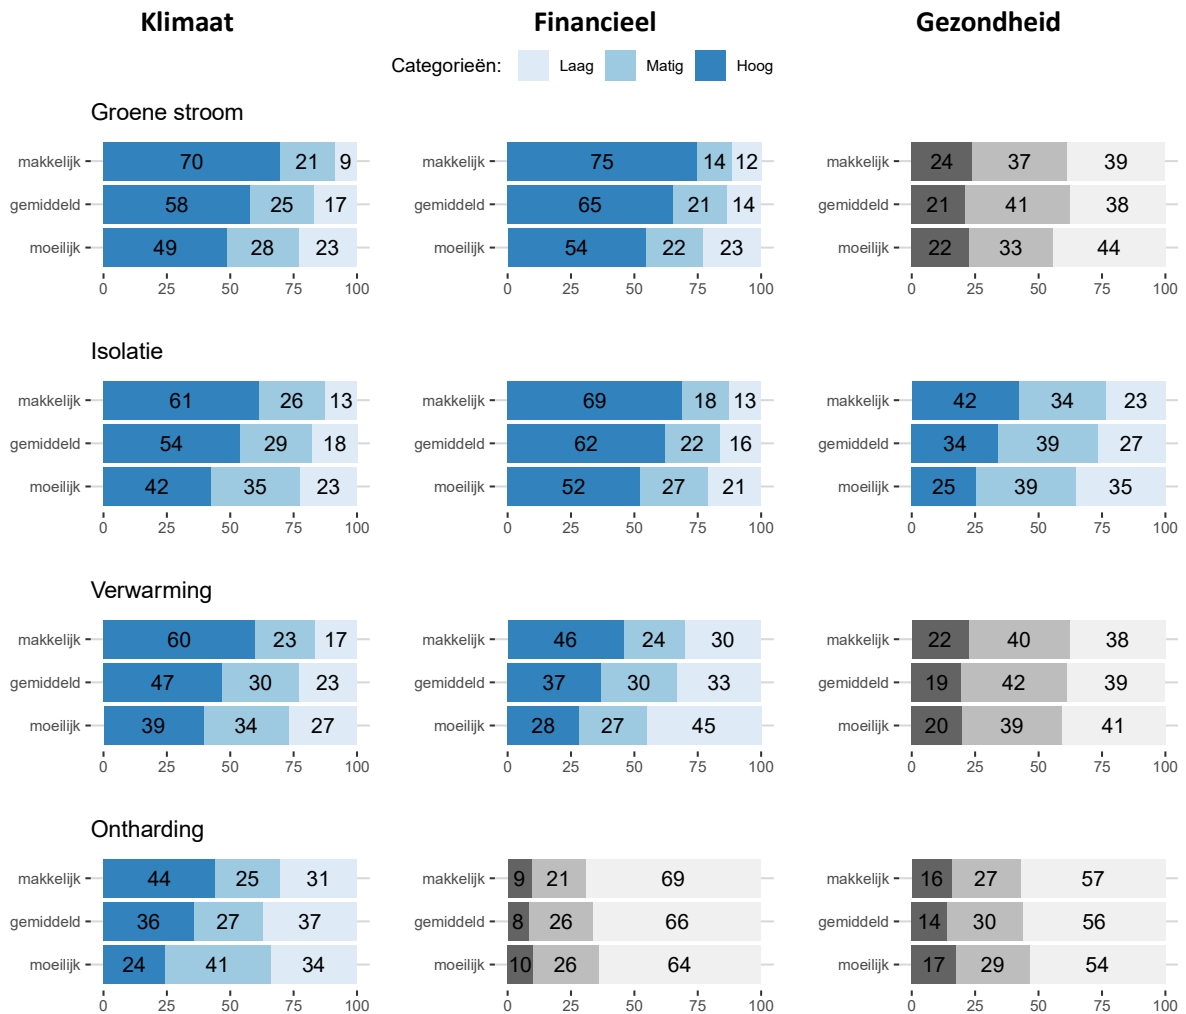 Klimaat Financieel Gezondheid
Categorieën: Laag Matig Hoog
Groene stroom
makkelijk 70 21 9 makkelijk 75 14 12 makkelijk 24 37 39
gemiddeld 58 25 17 gemiddeld 65 21 14 gemiddeld 21 41 38
moeilijk 49 28 23 moeilijk 54 22 23 moeilijk 22 33 44
0 25 50 75 100 0 25 50 75 100 0 25 50 75 100
Isolatie
makkelijk 61 26 13 makkelijk 69 18 13 makkelijk 42 34 23
gemiddeld 54 29 18 gemiddeld 62 22 16 gemiddeld 34 39 27
moeilijk 42 35 23 moeilijk 52 27 21 moeilijk 25 39 35
0 25 50 75 100 0 25 50 75 100 0 25 50 75 100
Verwarming
makkelijk 60 23 17 makkelijk 46 24 30 makkelijk 22 40 38
gemiddeld 47 30 23 gemiddeld 37 30 33 gemiddeld 19 42 39
moeilijk 39 34 27 moeilijk 28 27 45 moeilijk 20 39 41
0 25 50 75 100 0 25 50 75 100 0 25 50 75 100
Ontharding
makkelijk 44 25 31 makkelijk 9 21 69 makkelijk 16 27 57
gemiddeld 36 27 37 gemiddeld 8 26 66 gemiddeld 14 30 56
moeilijk 24 41 34 moeilijk 10 26 64 moeilijk 17 29 54
0 25 50 75 100 0 25 50 75 100 0 25 50 75 100